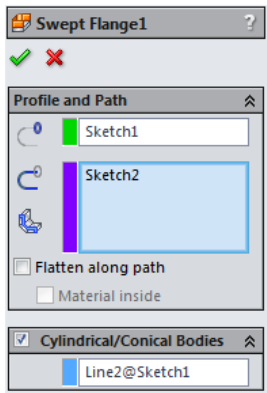 Swept Flange1 ?
Profile and Path
Sketch1
Sketch2
Flatten along path
Material inside
Cylindrical/Conical Bodies
Line2@Sketch1